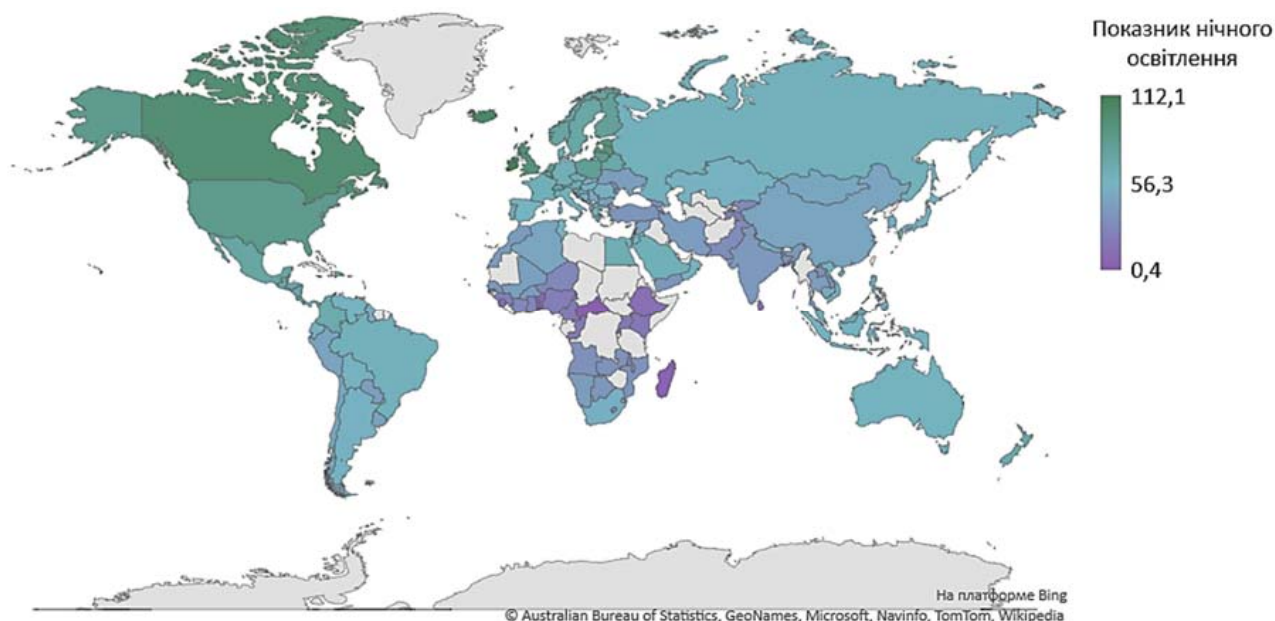 Показник нічного
освітлення
112,1
56,3
0,4
На платформе Bing
© Australian Bureau of Statistics, GeoNames, Microsoft, Navinfo, TomTom, Wikipedia